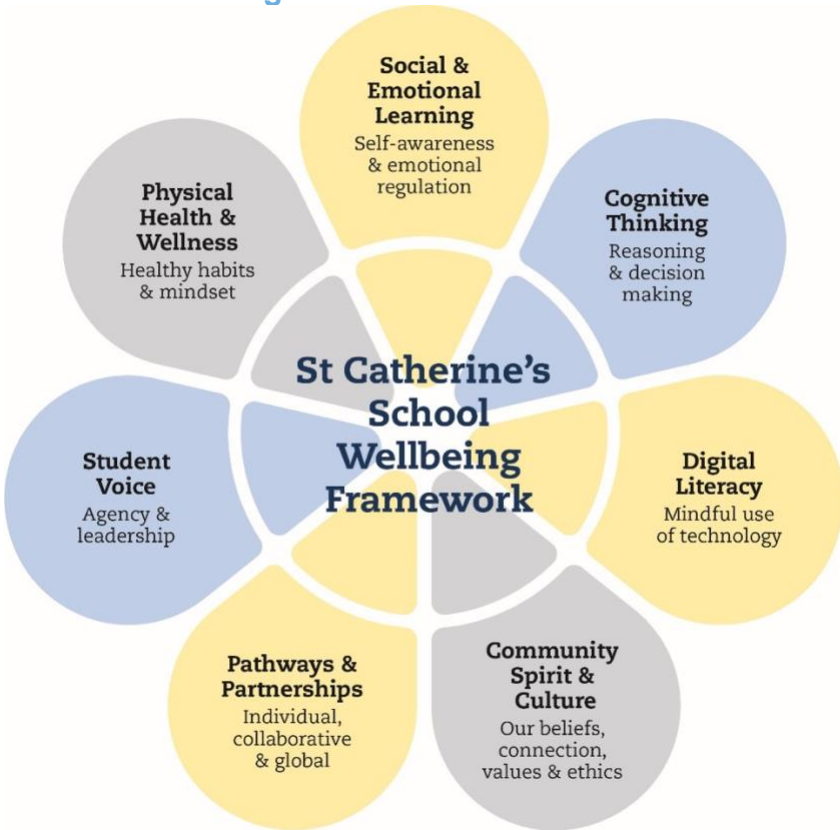 Social &
Emotional
Learning
Self-awareness
& emotional
regulation
Cognitive
Thinking
Reasoning
& decision
making
Digital
Literacy
Mindful use
of technology
Community
Spirit &
Culture
Our beliefs,
connection,
values & ethics
Pathways &
Partnerships
Individual,
collaborative
& global
Student
Voice
Agency &
leadership
Physical
Health &
Wellness
Healthy habits
& mindset
St Catherine’s
School
Wellbeing
Framework